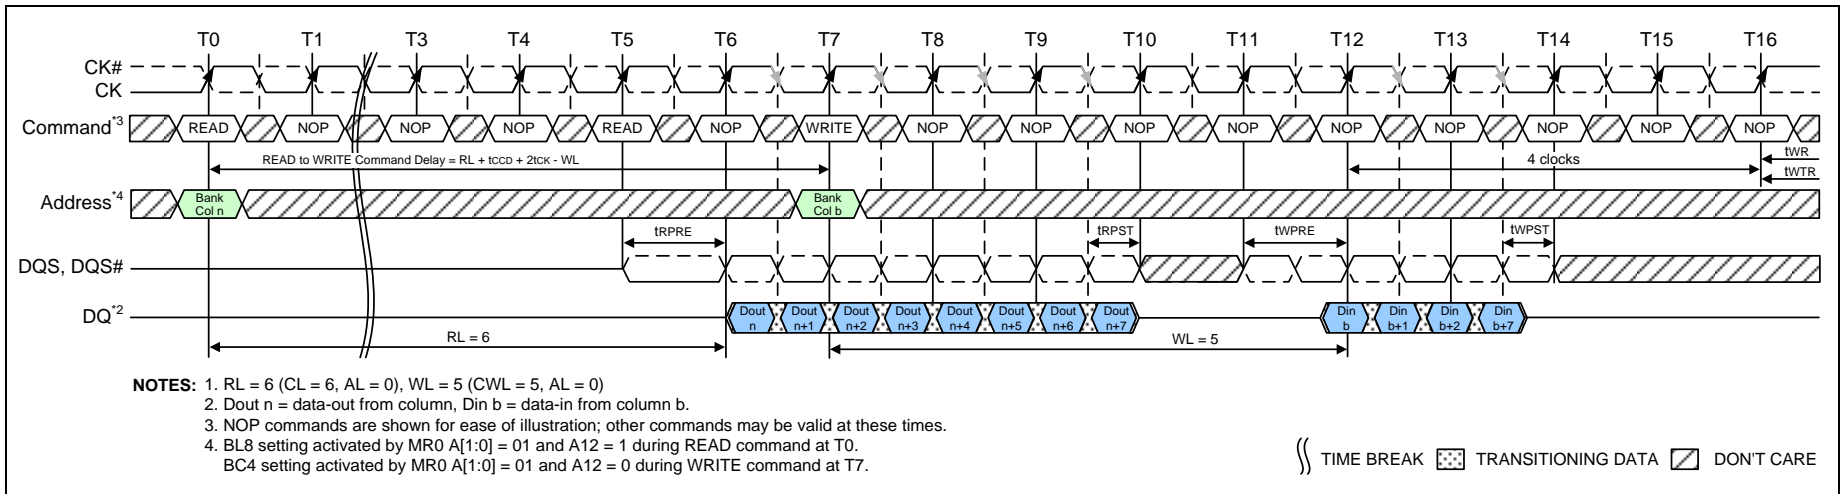 T0 T1 T3 T4 T5 T6 T7 T8 T9 T10 T11 T12 T13 T14 T15 T16
CK#
CK
Command*3 READ NOP NOP NOP READ NOP WRITE NOP NOP NOP NOP NOP NOP NOP NOP NOP
READ to WRITE Command Delay = RL + tCCD + 2tCK - WL
4 clocks
tWR
tWTR
Address*4
Bank Col n
Bank Col b
tRPRE tRPST tWPRE tWPST
DQS, DQS#
DQ*2
Dout n Dout n+1 Dout n+2 Dout n+3 Dout n+4 Dout n+5 Dout n+6 Dout n+7 Din b Din b+1 Din b+2 Din b+7
RL = 6
WL = 5
NOTES: 1. RL = 6 (CL = 6, AL = 0), WL = 5 (CWL = 5, AL = 0)
2. Dout n = data-out from column, Din b = data-in from column b.
3. NOP commands are shown for ease of illustration; other commands may be valid at these times.
4. BL8 setting activated by MR0 A[1:0] = 01 and A12 = 1 during READ command at T0.
BC4 setting activated by MR0 A[1:0] = 01 and A12 = 0 during WRITE command at T7.
TIME BREAK TRANSITIONING DATA DON'T CARE